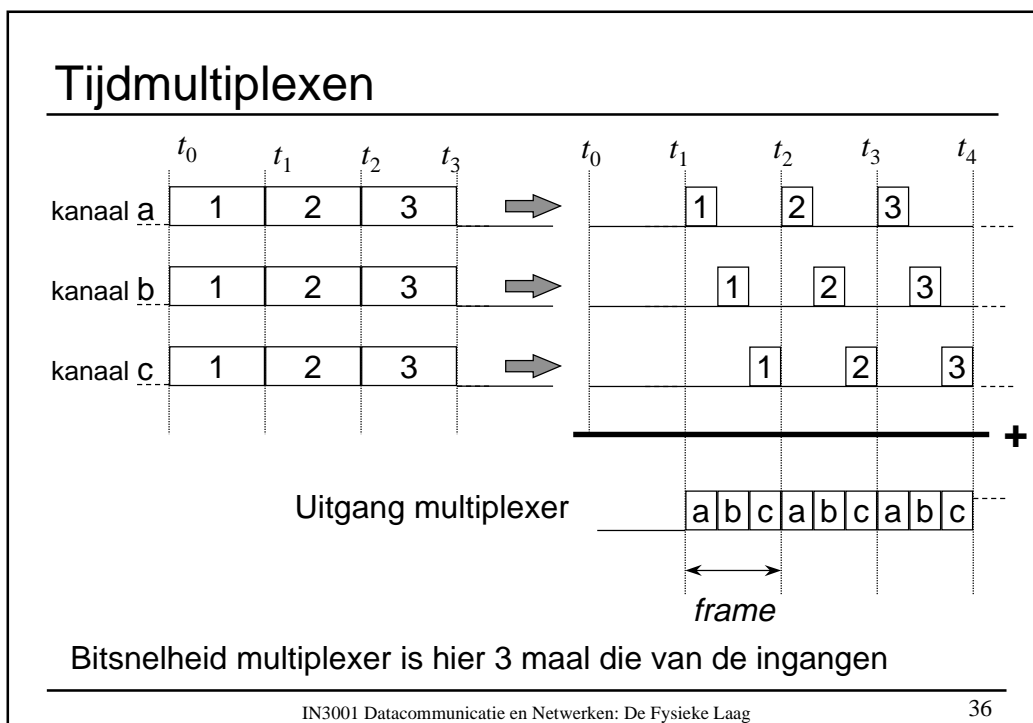 Tijdmultiplexen
t0 t1 t2 t3 t0 t1 t2 t3 t4
kanaal a 1 2 3 1 2 3
kanaal b 1 2 3 1 2 3
kanaal c 1 2 3 1 2 3
+
Uitgang multiplexer a b c a b c a b c
frame
Bitsnelheid multiplexer is hier 3 maal die van de ingangen
IN3001 Datacommunicatie en Netwerken: De Fysieke Laag 36